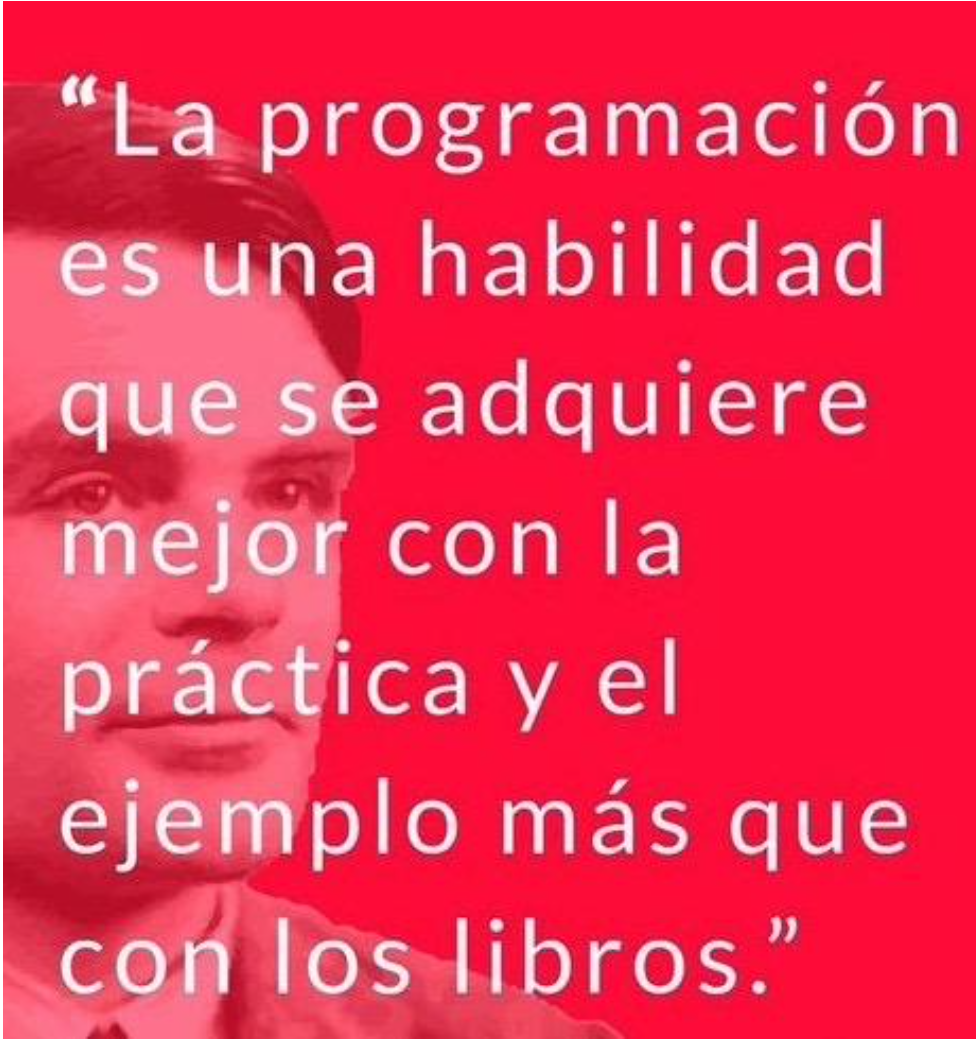 “La programación
es una habilidad
que se adquiere
mejor con la
práctica y el
ejemplo más que
con los libros.”